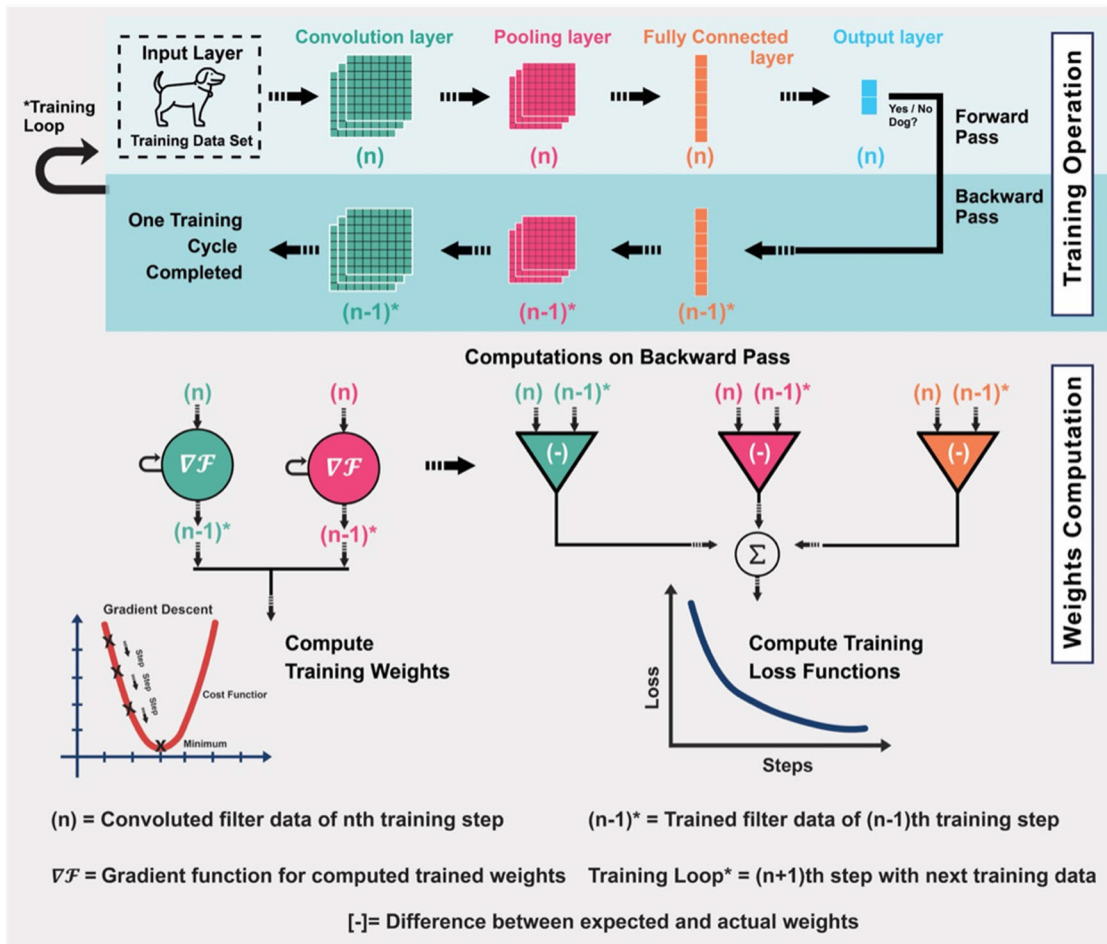 Input Layer
Training Data Set
Convolution layer
(n)
Pooling layer
(n)
Fully Connected
layer
(n)
Output layer
Yes / No
Dog?
(n)
Forward
Pass
*Training
Loop
Backward
Pass
One Training
Cycle
Completed
(n-1)*
(n-1)*
(n-1)*
Training Operation
Computations on Backward Pass
(n)
(n)
∇F
∇F
(n-1)*
(n-1)*
(n) (n-1)*
(n) (n-1)*
(n) (n-1)*
(-)
(-)
(-)
Σ
Gradient Descent
Step
Step
Step
Cost Functior
Minimum
Compute
Training Weights
Compute Training
Loss Functions
Loss
Steps
Weights Computation
(n) = Convoluted filter data of nth training step
(n-1)* = Trained filter data of (n-1)th training step
∇F = Gradient function for computed trained weights
Training Loop* = (n+1)th step with next training data
[-]= Difference between expected and actual weights